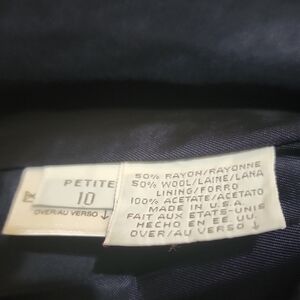 PETITE
10
OVER/AU VERSO ↓
50% RAYON/RAYONNE
50% WOOL/LAINE/LANA
LINING/FORRO
100% ACETATE/ACETATO
MADE IN U.S.A.
FAIT AUX ETATS-UNIS
HECHO EN EE UU
OVER/AU VERSO ↓